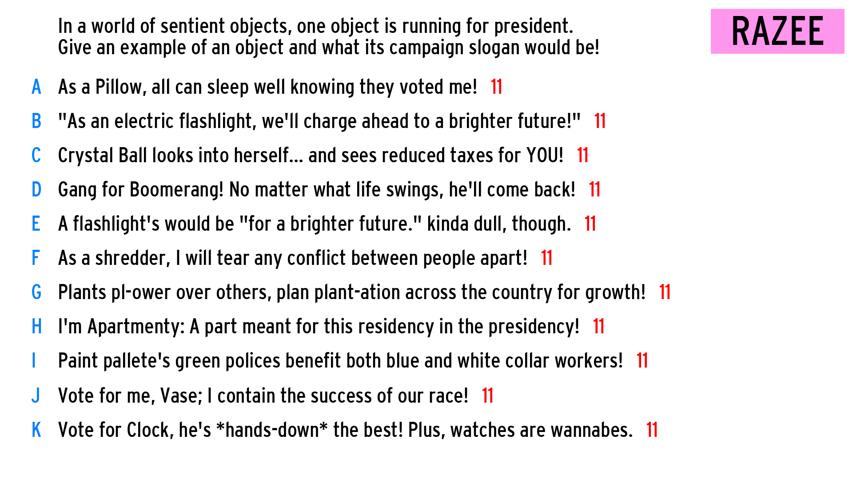 In a world of sentient objects, one object is running for president.
Give an example of an object and what its campaign slogan would be!
RAZEE
A As a Pillow, all can sleep well knowing they voted me! 11
B "As an electric flashlight, we'll charge ahead to a brighter future!" 11
C Crystal Ball looks into herself... and sees reduced taxes for YOU! 11
D Gang for Boomerang! No matter what life swings, he'll come back! 11
E A flashlight's would be "for a brighter future." kinda dull, though. 11
F As a shredder, I will tear any conflict between people apart! 11
G Plants pl-ower over others, plan plant-ation across the country for growth! 11
H I'm Apartmenty: A part meant for this residency in the presidency! 11
I Paint pallete's green polices benefit both blue and white collar workers! 11
J Vote for me, Vase; I contain the success of our race! 11
K Vote for Clock, he's *hands-down* the best! Plus, watches are wannabes. 11